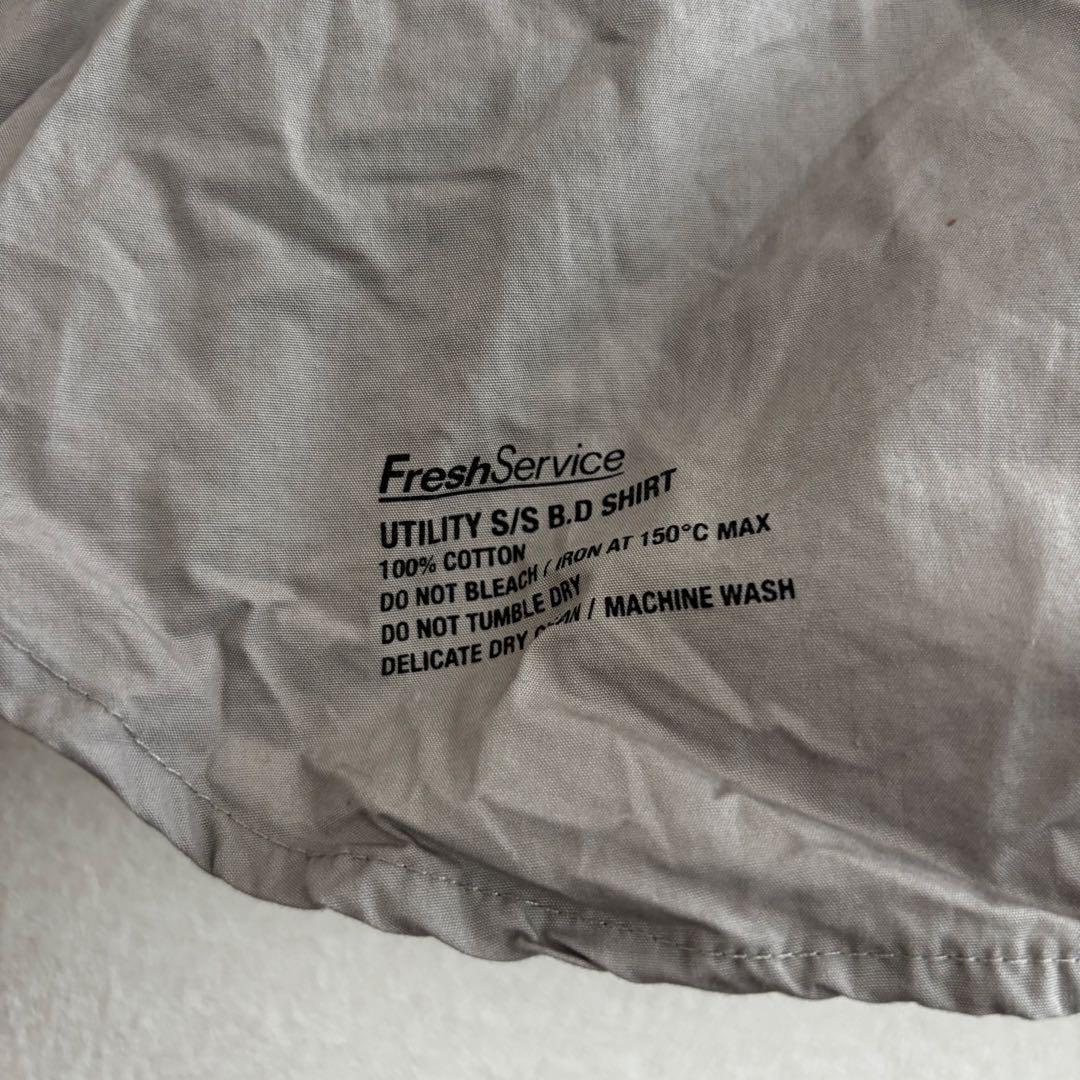 FreshService
UTILITY S/S B.D SHIRT
100% COTTON
DO NOT BLEACH / IRON AT 150°C MAX
DO NOT TUMBLE DRY
DELICATE DRY / MACHINE WASH